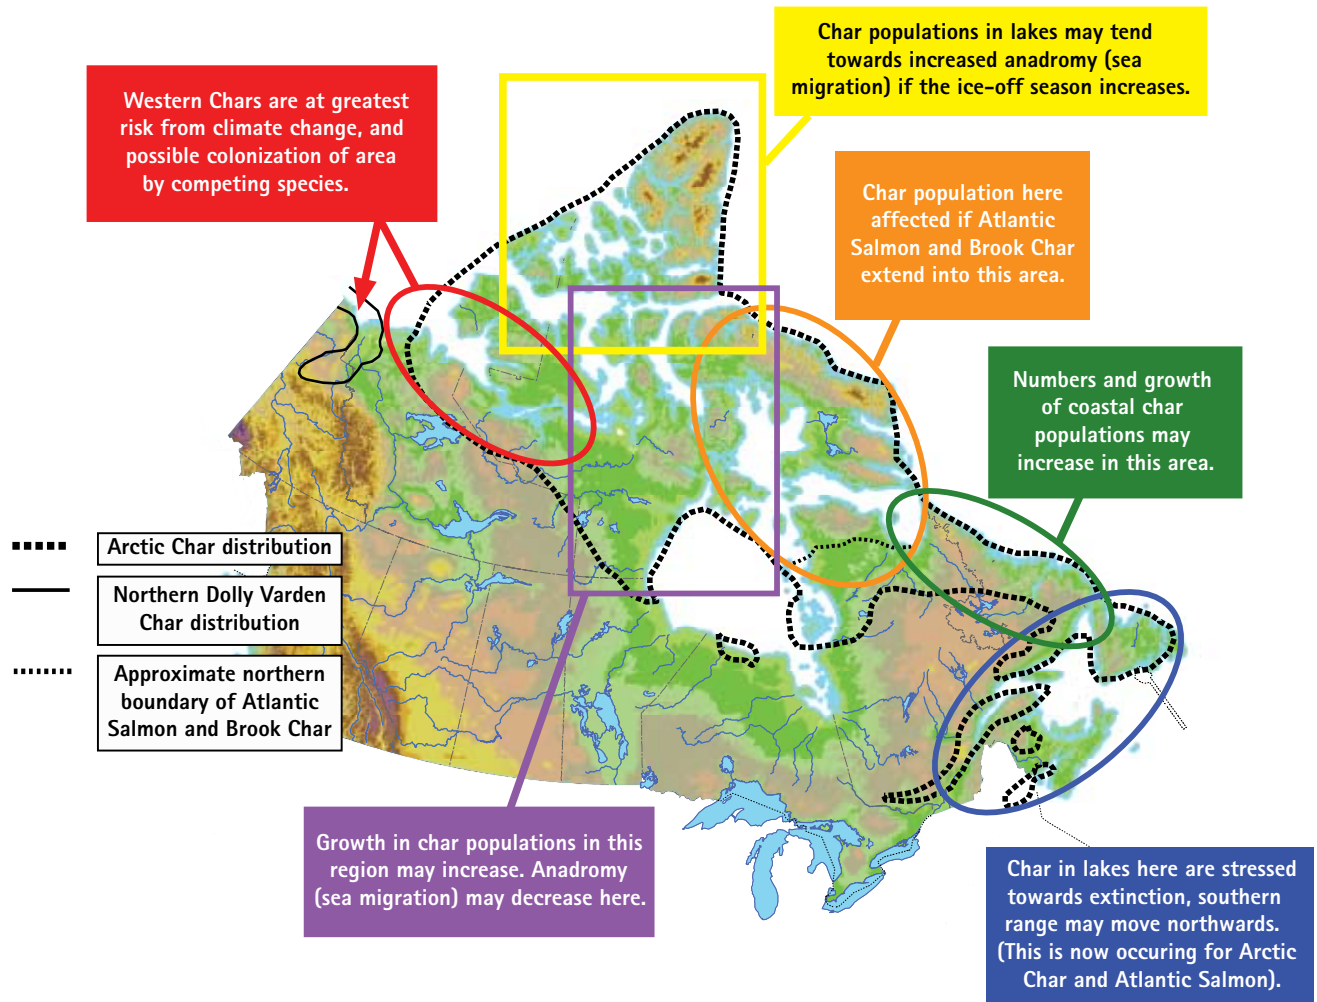 Char populations in lakes may tend
towards increased anadromy (sea
migration) if the ice-off season increases.
Western Chars are at greatest
risk from climate change, and
possible colonization of area
by competing species.
Char population here
affected if Atlantic
Salmon and Brook Char
extend into this area.
Numbers and growth
of coastal char
populations may
increase in this area.
Arctic Char distribution
Northern Dolly Varden
Char distribution
Approximate northern
boundary of Atlantic
Salmon and Brook Char
Growth in char populations in this
region may increase. Anadromy
(sea migration) may decrease here.
Char in lakes here are stressed
towards extinction, southern
range may move northwards.
(This is now occuring for Arctic
Char and Atlantic Salmon).